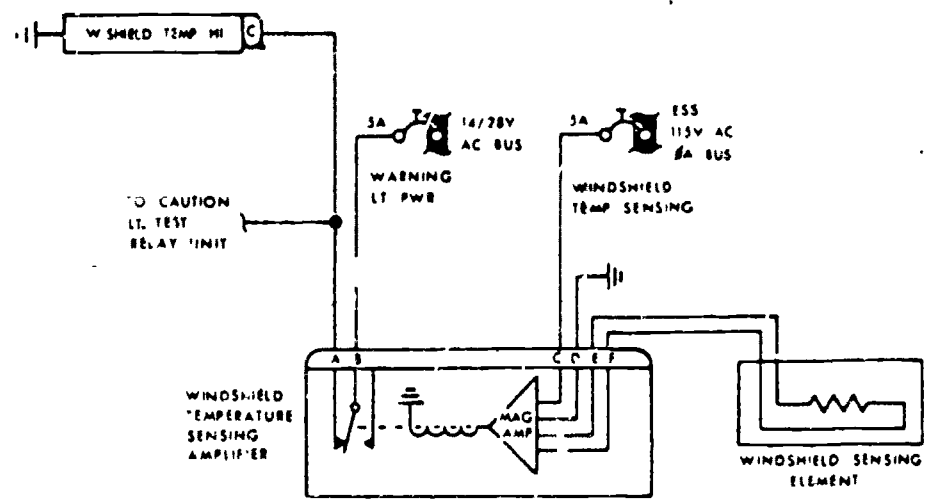 W SHIELD TEMP HI
C
5A
14/28V
AC BUS
WARNING
LT PWR
5A
ESS
115V AC
ØA BUS
WINDSHIELD
TEMP SENSING
TO CAUTION
LT. TEST
RELAY UNIT
A B
C D E F
WINDSHIELD
TEMPERATURE
SENSING
AMPLIFIER
MAG
AMP
WINDSHIELD SENSING
ELEMENT